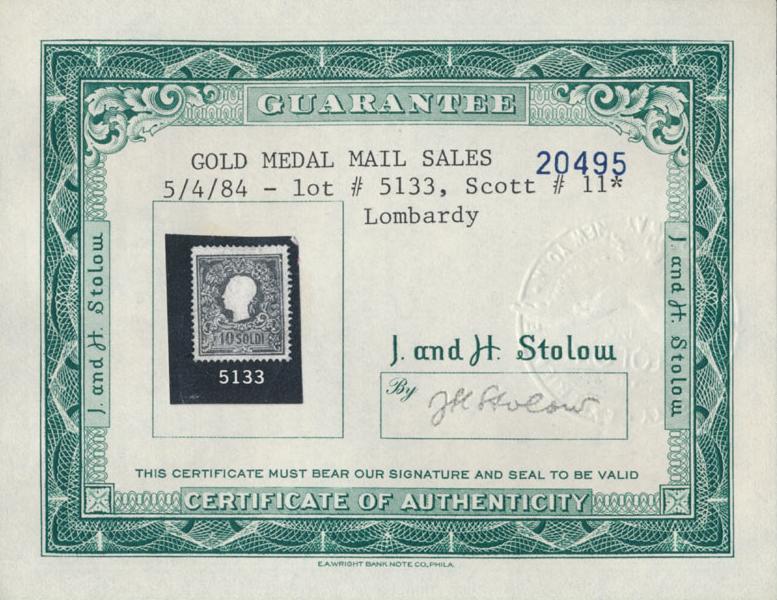 GUARANTEE
GOLD MEDAL MAIL SALES 20495
5/4/84 - lot # 5133, Scott # 11*
Lombardy
J. and H. Stolow
10 SOLDI
5133
J. and H. Stolow
By JH Stolow
J. and H. Stolow
THIS CERTIFICATE MUST BEAR OUR SIGNATURE AND SEAL TO BE VALID
CERTIFICATE OF AUTHENTICITY
E.A.WRIGHT BANK NOTE CO., PHILA.